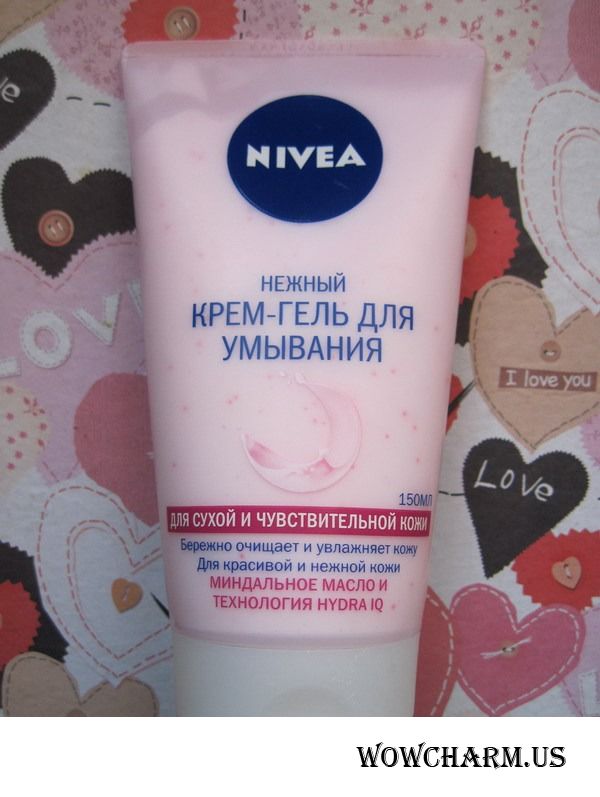 NIVEA
НЕЖНЫЙ
КРЕМ-ГЕЛЬ ДЛЯ
УМЫВАНИЯ
I love you
LOVE
LOVe
150МЛ
ДЛЯ СУХОЙ И ЧУВСТВИТЕЛЬНОЙ КОЖИ
Бережно очищает и увлажняет кожу
Для красивой и нежной кожи
МИНДАЛЬНОЕ МАСЛО И
ТЕХНОЛОГИЯ HYDRA IQ
WOWCHARM.US